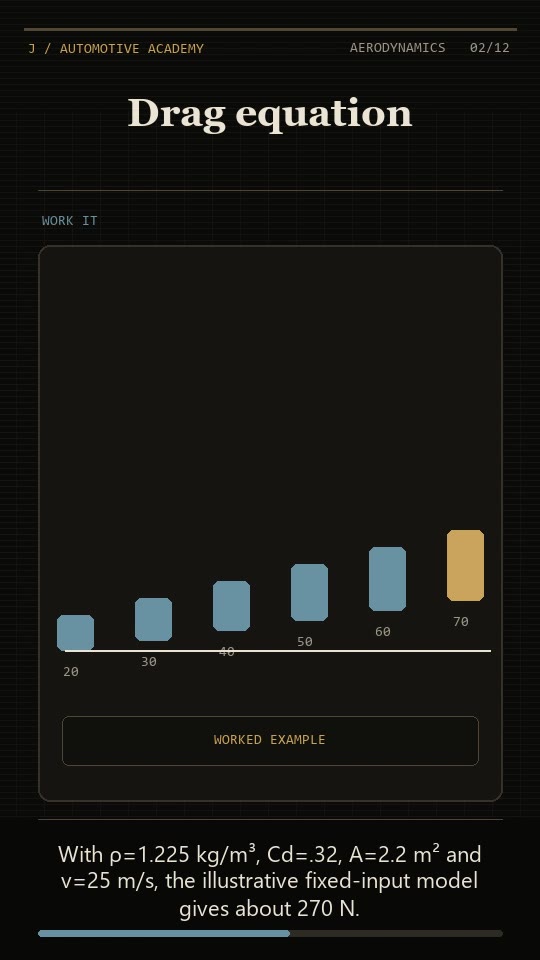 J / AUTOMOTIVE ACADEMY
AERODYNAMICS 02/12
Drag equation
WORK IT
20
30
40
50
60
70
WORKED EXAMPLE
With ρ=1.225 kg/m³, Cd=.32, A=2.2 m² and
v=25 m/s, the illustrative fixed-input model
gives about 270 N.